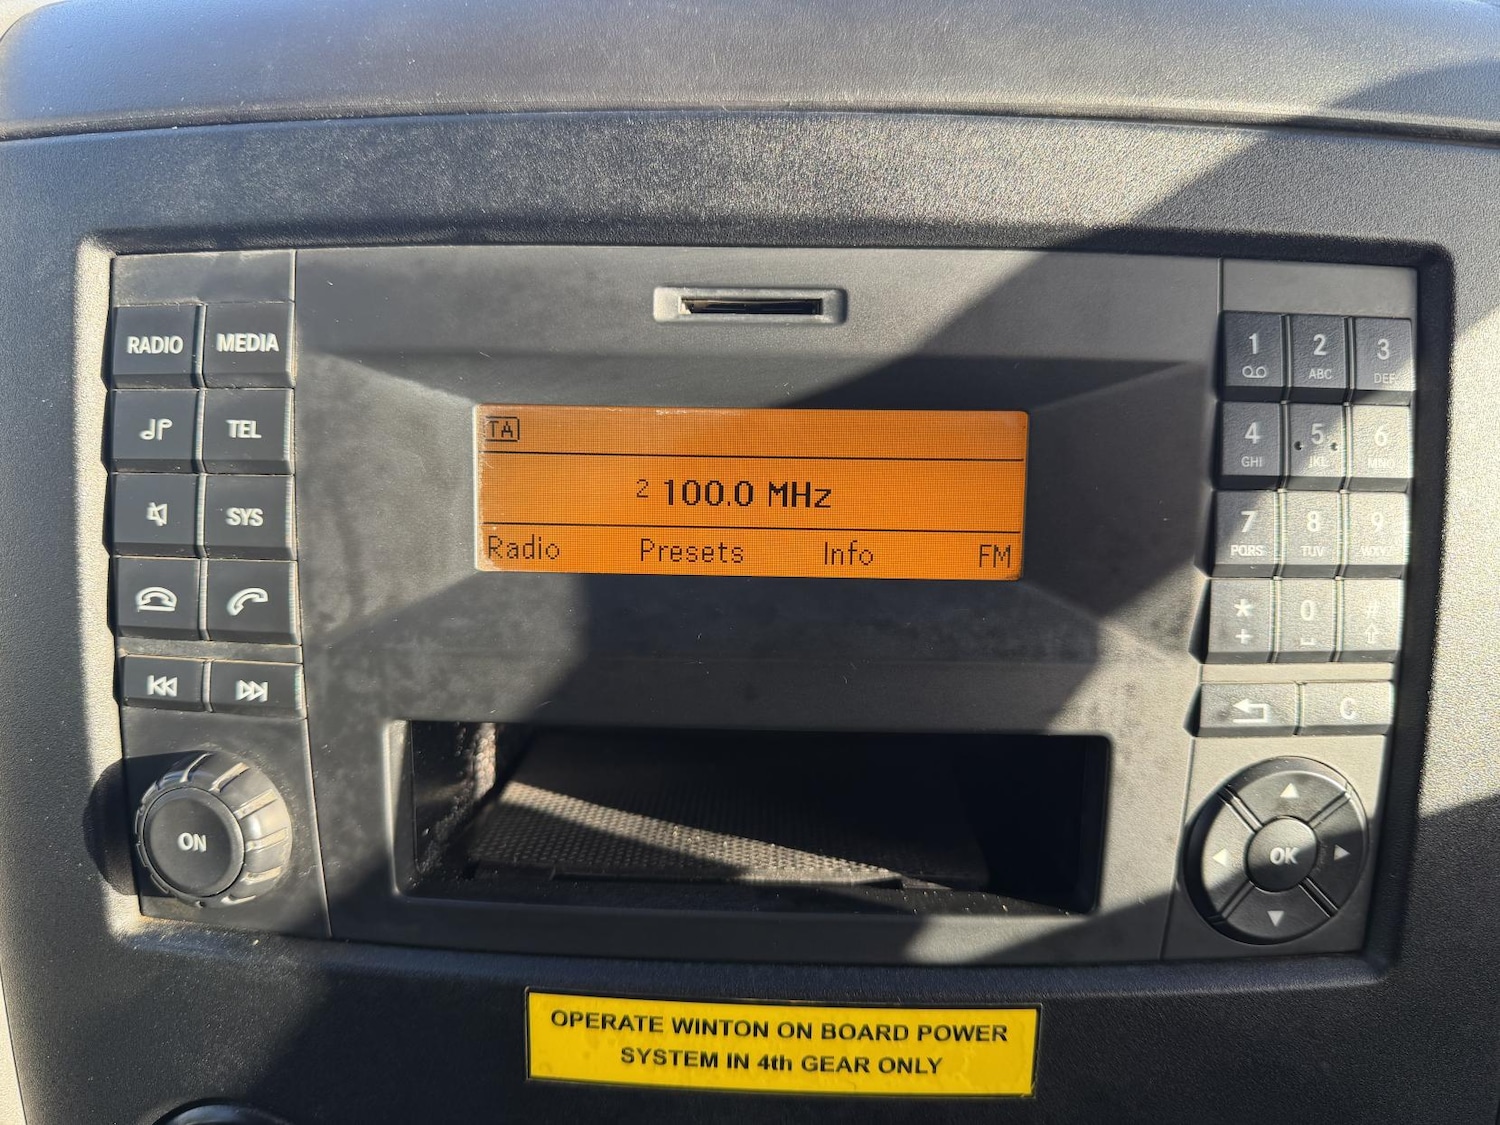 RADIO MEDIA
TEL
SYS
ON
TA
2 100.0 MHz
Radio Presets Info FM
1 2 3
ABC DEF
4 5 6
GHI JKL MNO
7 8 9
PQRS TUV
* 0 #
+
C
OK
OPERATE WINTON ON BOARD POWER
SYSTEM IN 4th GEAR ONLY